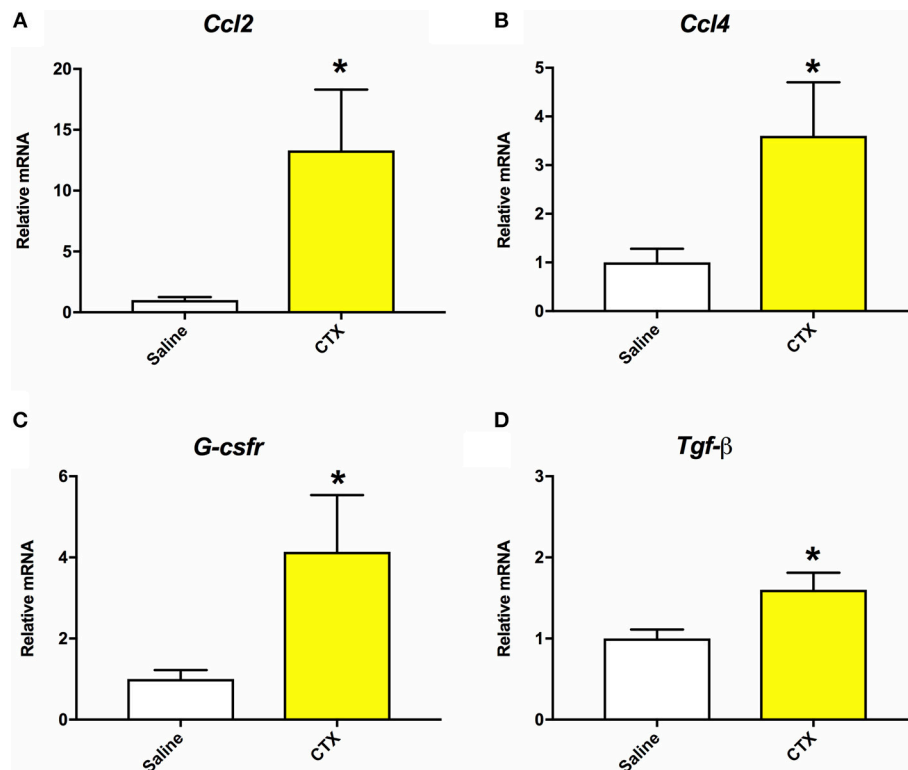 A
Ccl2
Relative mRNA
20
15
10
5
0
*
Saline
CTX
B
Ccl4
Relative mRNA
5
4
3
2
1
0
*
Saline
CTX
C
G-csfr
Relative mRNA
6
4
2
0
*
Saline
CTX
D
Tgf-β
Relative mRNA
3
2
1
0
*
Saline
CTX